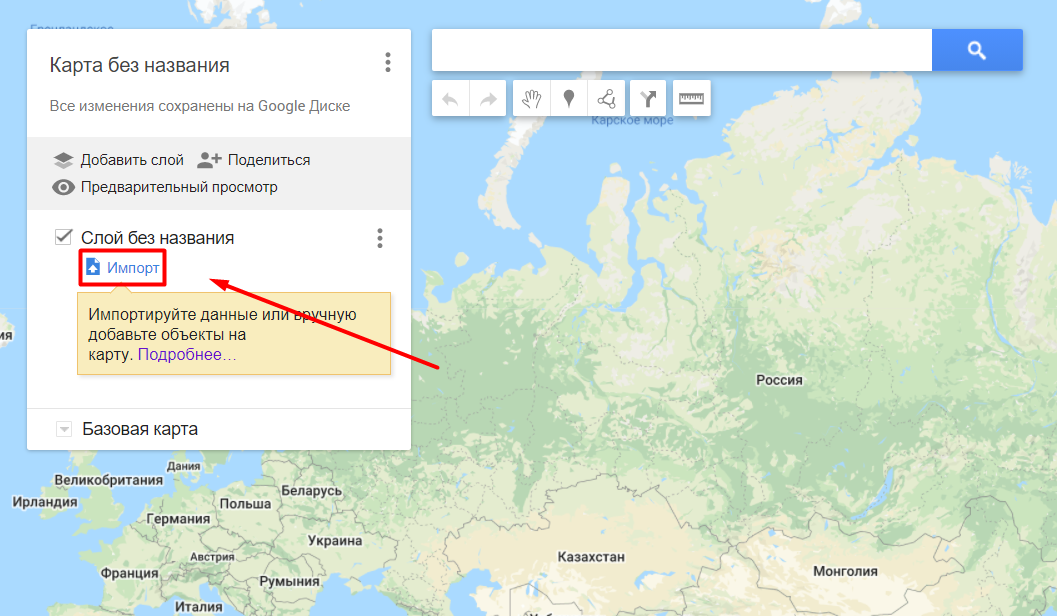 Гренландское
Карта без названия
Все изменения сохранены на Google Диске
Добавить слой Поделиться
Предварительный просмотр
Слой без названия
Импорт
Импортируйте данные или вручную
добавьте объекты на
карту. Подробнее…
Базовая карта
Карское море
Россия
Дания
Великобритания
Ирландия
Беларусь
Польша
Германия
Украина
Австрия
Казахстан
Франция
Монголия
Румыния
Италия